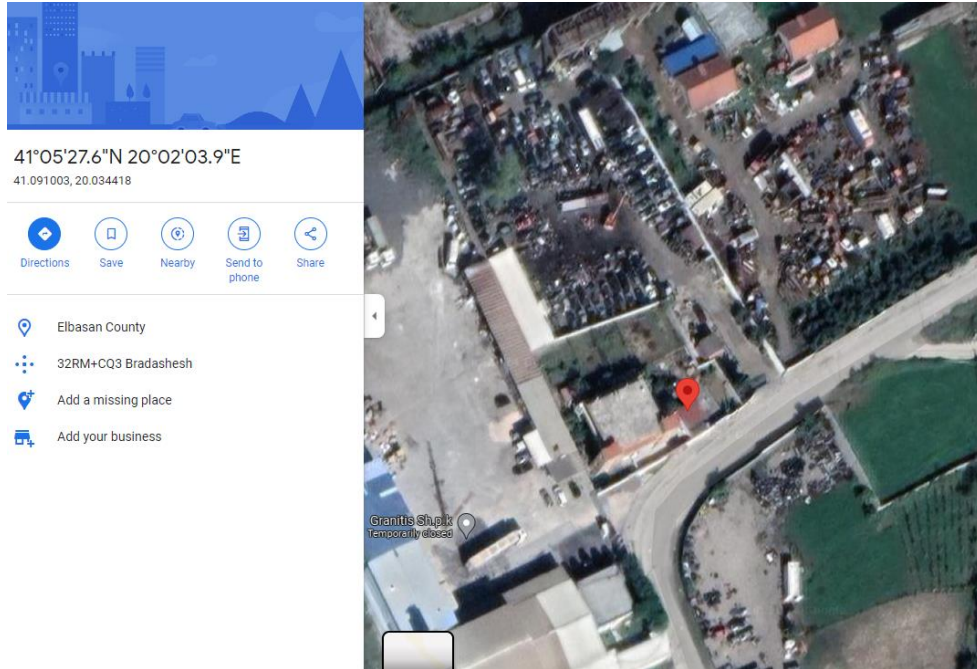 41°05'27.6"N 20°02'03.9"E
41.091003, 20.034418
Directions
Save
Nearby
Send to
phone
Share
Elbasan County
32RM+CQ3 Bradashesh
Add a missing place
Add your business
Granitis Sh.p.k
Temporarily closed